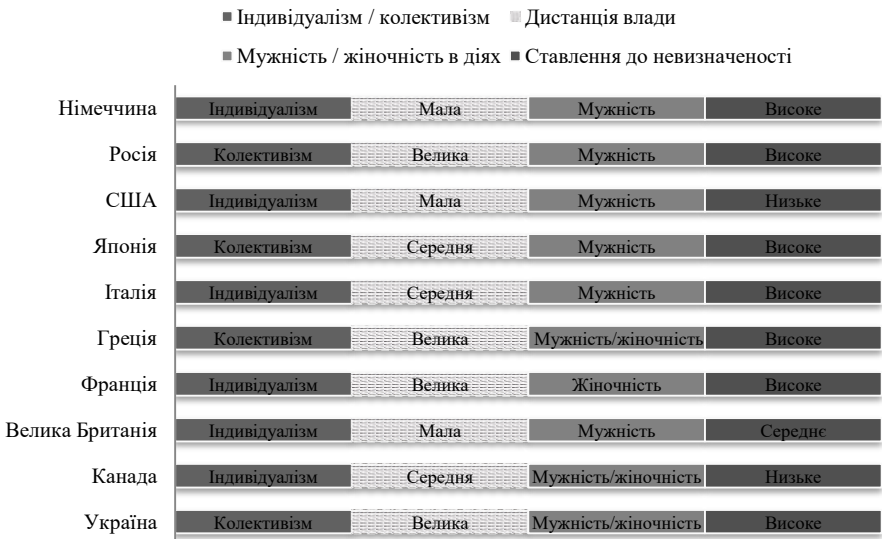 Індивідуалізм / колективізм Дистанція влади
Мужність / жіночність в діях Ставлення до невизначеності
Німеччина Індивідуалізм Мала Мужність Високе
Росія Колективізм Велика Мужність Високе
США Індивідуалізм Мала Мужність Низьке
Японія Колективізм Середня Мужність Високе
Італія Індивідуалізм Середня Мужність Високе
Греція Колективізм Велика Мужність/жіночність Високе
Франція Індивідуалізм Велика Жіночність Високе
Велика Британія Індивідуалізм Мала Мужність Середнє
Канада Індивідуалізм Середня Мужність/жіночність Низьке
Україна Колективізм Велика Мужність/жіночність Високе